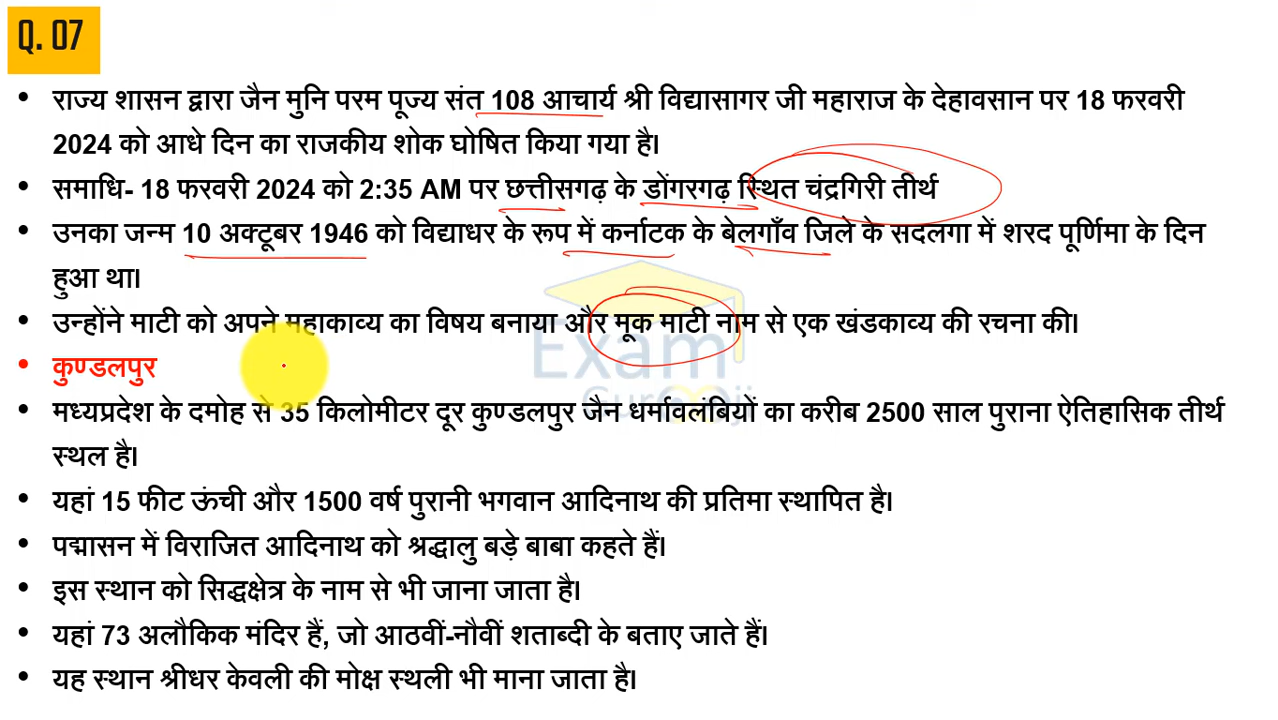 Q. 07
• राज्य शासन द्वारा जैन मुनि परम पूज्य संत 108 आचार्य श्री विद्यासागर जी महाराज के देहावसान पर 18 फरवरी
2024 को आधे दिन का राजकीय शोक घोषित किया गया है।
• समाधि- 18 फरवरी 2024 को 2:35 AM पर छत्तीसगढ़ के डोंगरगढ़ स्थित चंद्रगिरी तीर्थ
• उनका जन्म 10 अक्टूबर 1946 को विद्याधर के रूप में कर्नाटक के बेलगाँव जिले के सदलगा में शरद पूर्णिमा के दिन
हुआ था।
• उन्होंने माटी को अपने महाकाव्य का विषय बनाया और मूक माटी नाम से एक खंडकाव्य की रचना की।
• कुण्डलपुर
• मध्यप्रदेश के दमोह से 35 किलोमीटर दूर कुण्डलपुर जैन धर्मावलंबियों का करीब 2500 साल पुराना ऐतिहासिक तीर्थ
स्थल है।
• यहां 15 फीट ऊंची और 1500 वर्ष पुरानी भगवान आदिनाथ की प्रतिमा स्थापित है।
• पद्मासन में विराजित आदिनाथ को श्रद्धालु बड़े बाबा कहते हैं।
• इस स्थान को सिद्धक्षेत्र के नाम से भी जाना जाता है।
• यहां 73 अलौकिक मंदिर हैं, जो आठवीं-नौवीं शताब्दी के बताए जाते हैं।
• यह स्थान श्रीधर केवली की मोक्ष स्थली भी माना जाता है।
Exam